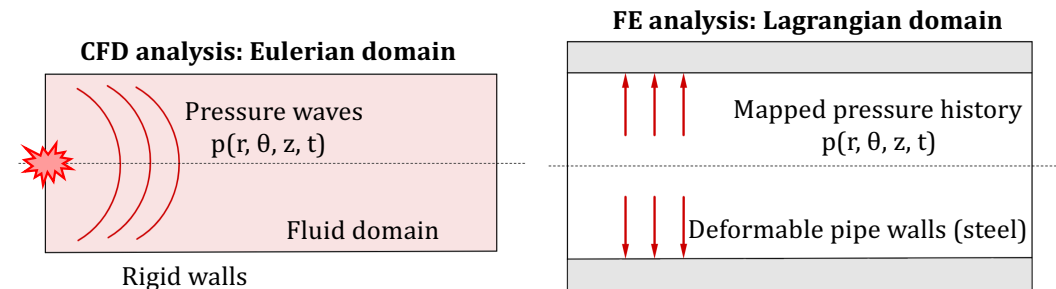 CFD analysis: Eulerian domain
Pressure waves
p(r, θ, z, t)
Fluid domain
Rigid walls
FE analysis: Lagrangian domain
Mapped pressure history
p(r, θ, z, t)
Deformable pipe walls (steel)